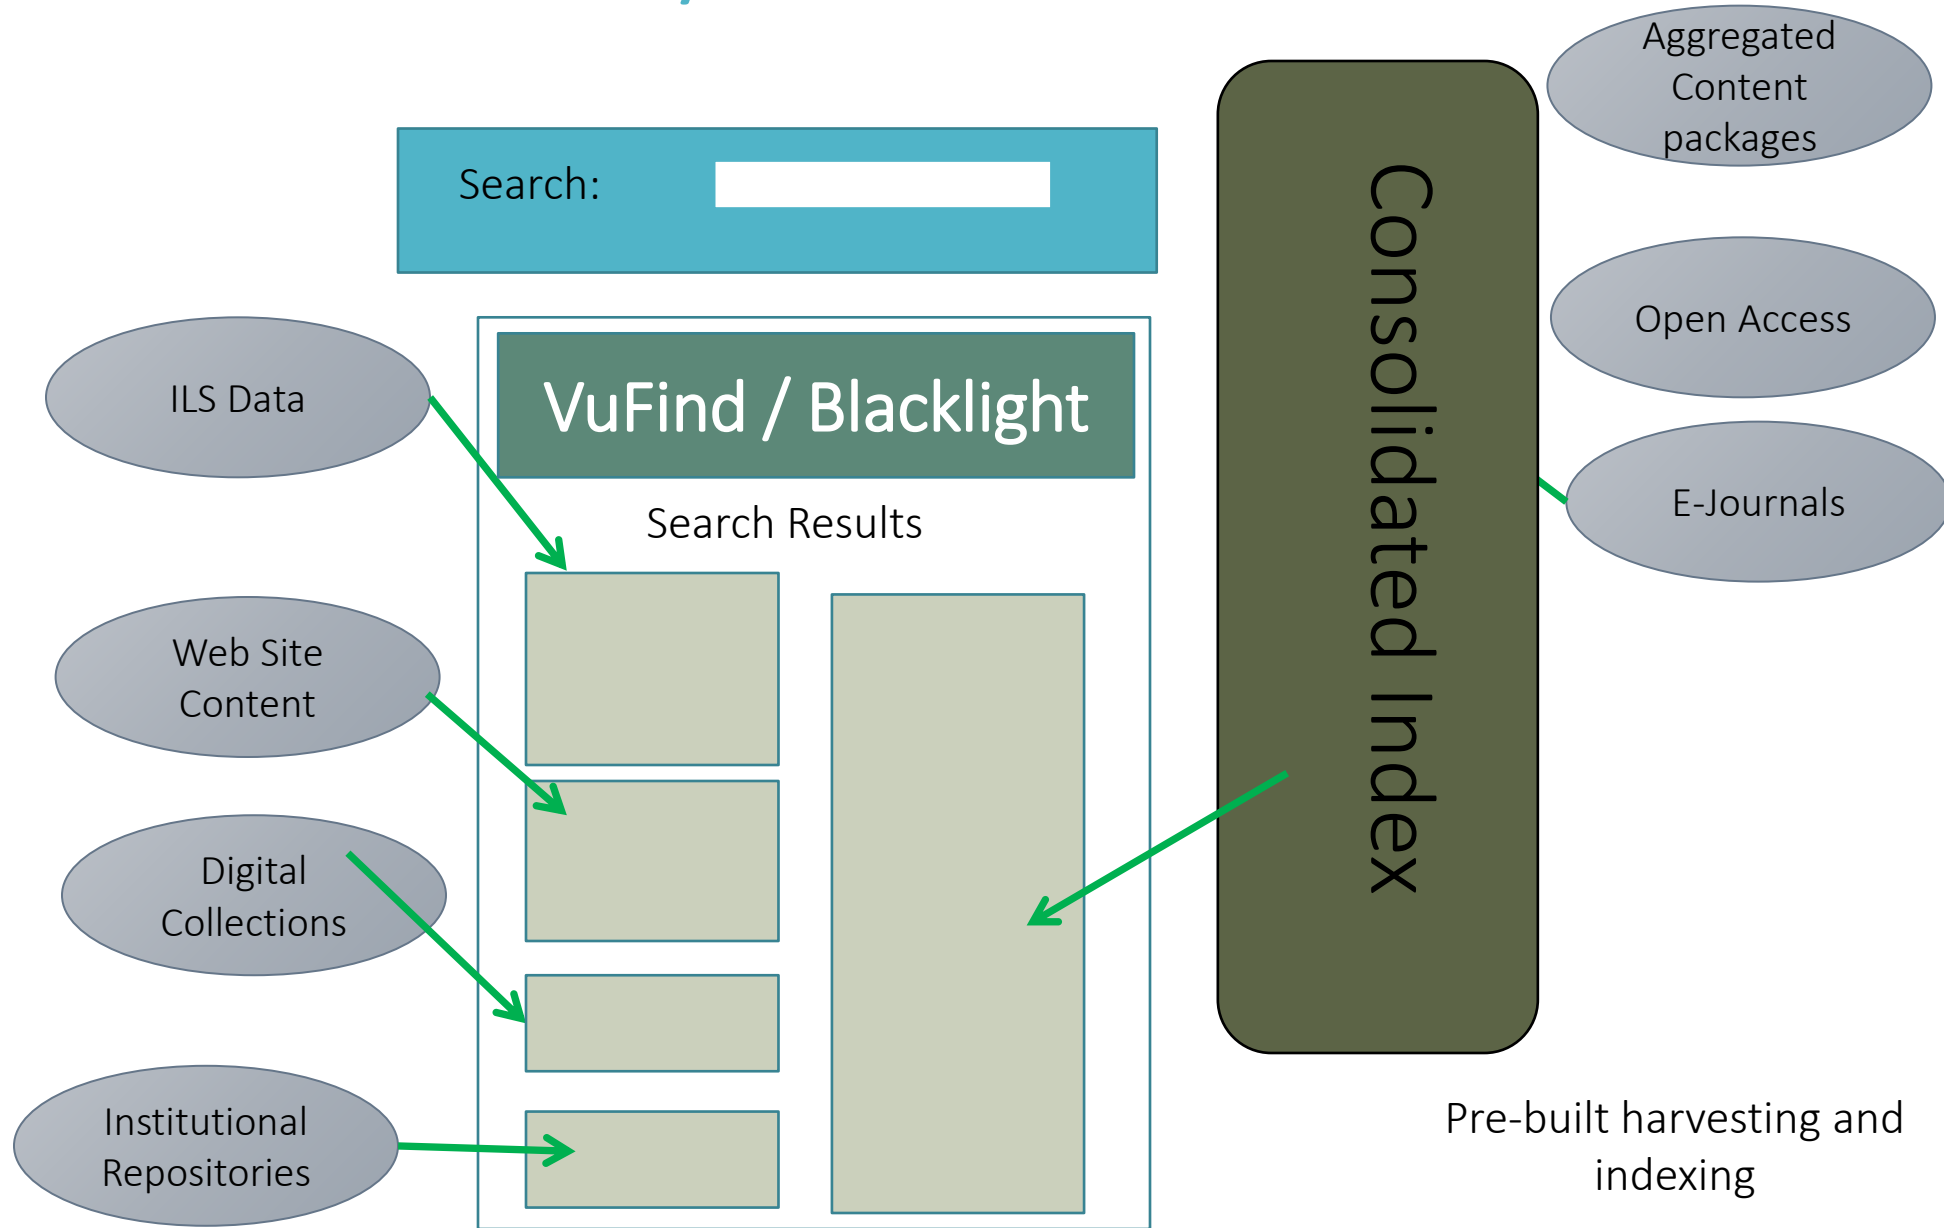 Aggregated
Content
packages
Search:
Consolidated Index
Open Access
ILS Data
VuFind / Blacklight
E-Journals
Search Results
Web Site
Content
Digital
Collections
Institutional
Repositories
Pre-built harvesting and
indexing